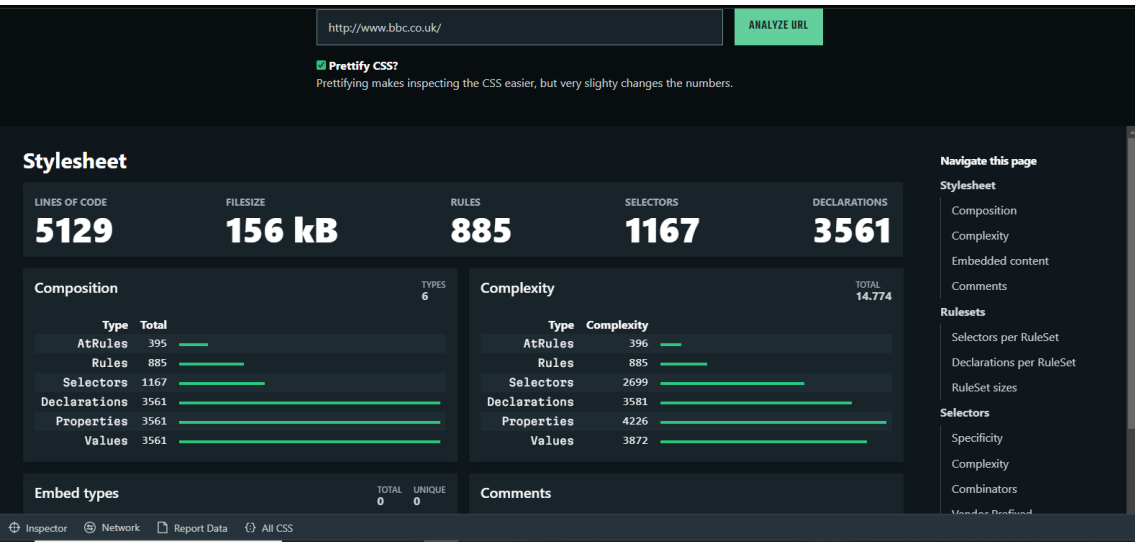 http://www.bbc.co.uk/
ANALYZE URL
Prettify CSS?
Prettifying makes inspecting the CSS easier, but very slighty changes the numbers.
Stylesheet
LINES OF CODE
5129
FILESIZE
156 kB
RULES
885
SELECTORS
1167
DECLARATIONS
3561
Composition
TYPES
6
Type Total
AtRules 395
Rules 885
Selectors 1167
Declarations 3561
Properties 3561
Values 3561
Complexity
TOTAL
14.774
Type Complexity
AtRules 396
Rules 885
Selectors 2699
Declarations 3581
Properties 4226
Values 3872
Embed types
TOTAL UNIQUE
0 0
Comments
Navigate this page
Stylesheet
Composition
Complexity
Embedded content
Comments
Rulesets
Selectors per RuleSet
Declarations per RuleSet
RuleSet sizes
Selectors
Specificity
Complexity
Combinators
Vendor Prefixed
Inspector Network Report Data All CSS